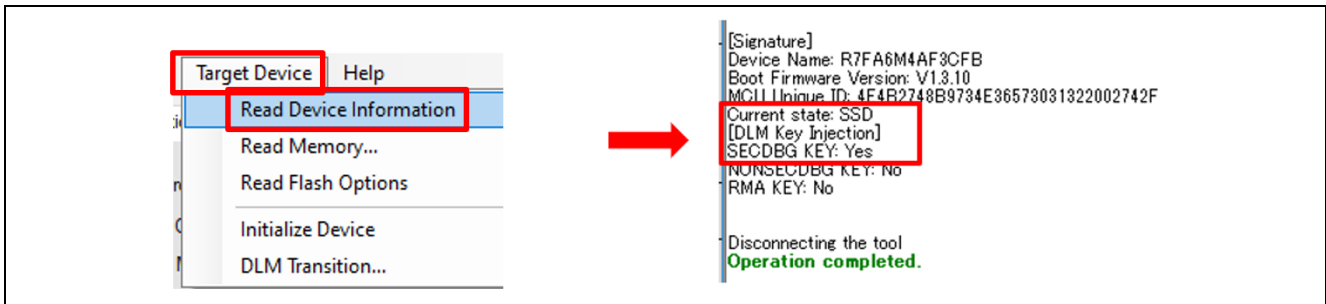 Target Device Help
Read Device Information
Read Memory...
Read Flash Options
Initialize Device
DLM Transition...
[Signature]
Device Name: R7FA6M4AF3CFB
Boot Firmware Version: V1.3.10
MCU Unique ID: 4F4B2748B9734E36573031322002742F
Current state: SSD
[DLM Key Injection]
SECDBG KEY: Yes
NONSECDBG KEY: No
RMA KEY: No
Disconnecting the tool
Operation completed.